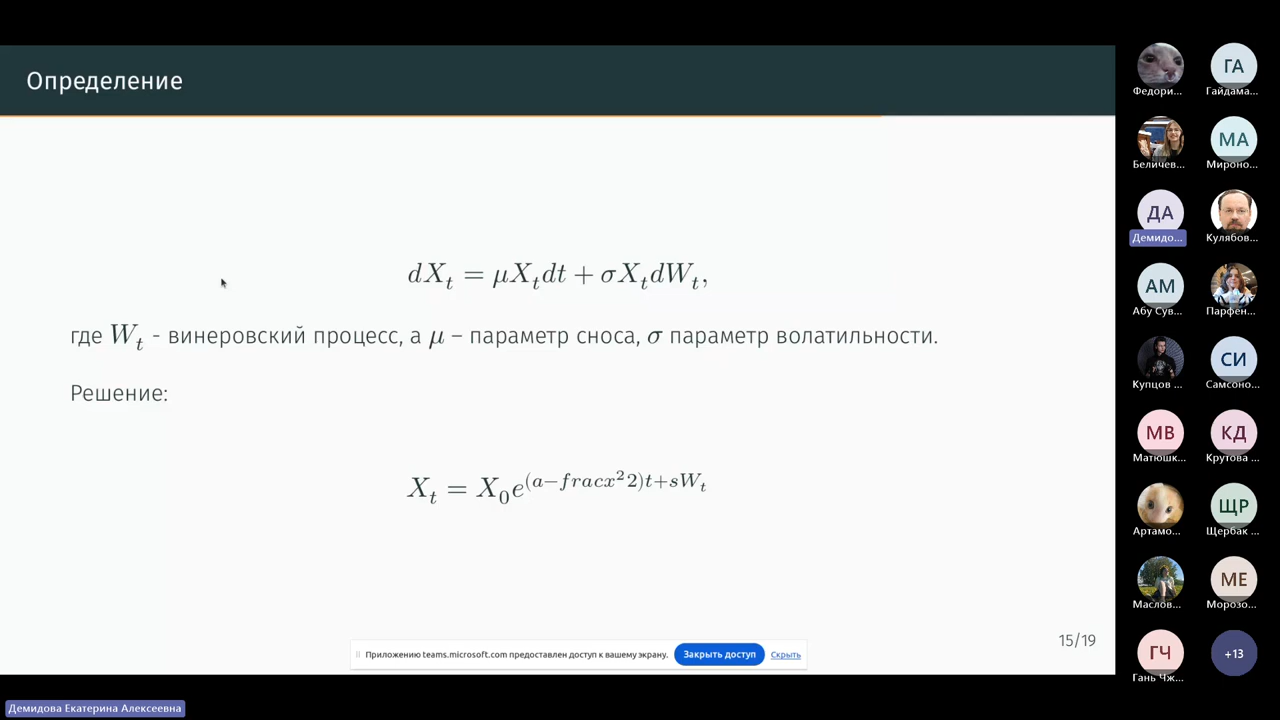 Определение
dX_t = μX_t dt + σX_t dW_t,
где W_t - винеровский процесс, а μ – параметр сноса, σ параметр волатильности.
Решение:
X_t = X_0 e^{(a−fracx^2 2)t+sW_t}
15/19
Приложению teams.microsoft.com предоставлен доступ к вашему экрану. Закрыть доступ Скрыть
Демидова Екатерина Алексеевна
Федори... ГА Гайдама...
Беличев... МА Мироно...
ДА Демидо... Кулябов...
АМ Абу Сув... Парфен...
Купцов ... СИ Самсоно...
МВ Матюшк... КД Крутова ...
Артамо... ЩР Щербак ...
Маслов... МЕ Морозо...
ГЧ Гань Чж... +13